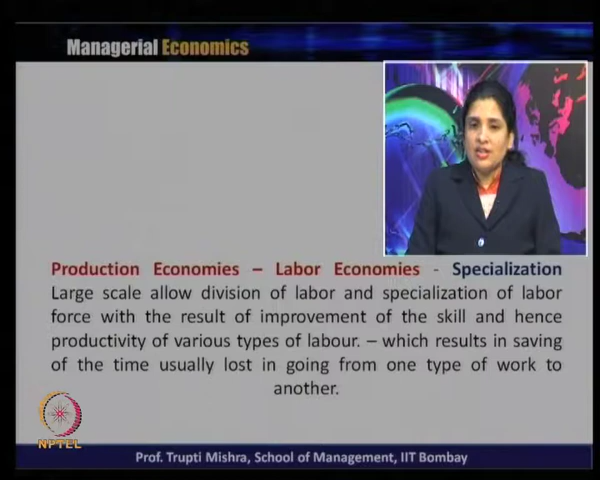 Managerial Economics
Production Economies – Labor Economies - Specialization
Large scale allow division of labor and specialization of labor
force with the result of improvement of the skill and hence
productivity of various types of labour. – which results in saving
of the time usually lost in going from one type of work to
another.
NPTEL
Prof. Trupti Mishra, School of Management, IIT Bombay